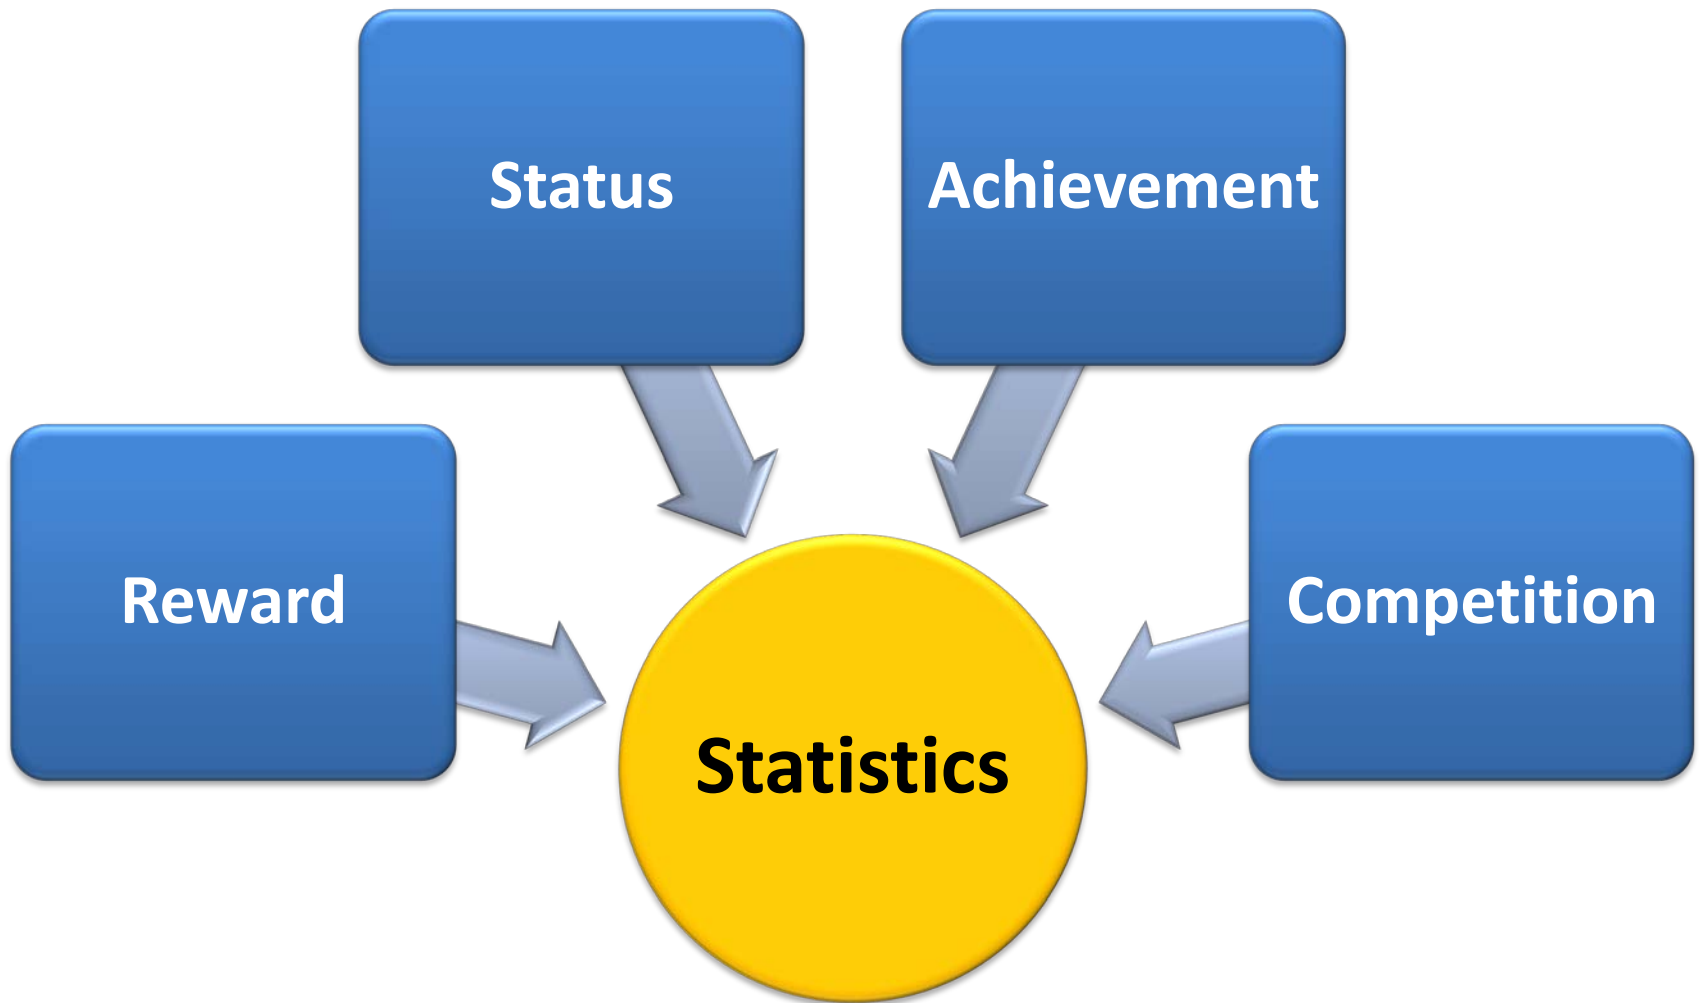 Status
Achievement
Reward
Competition
Statistics